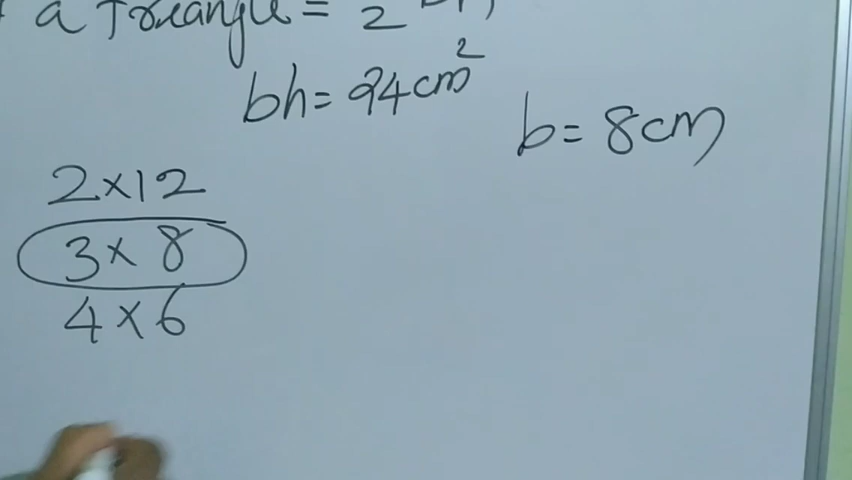 a Triangle = 2
bh = 24cm²
b = 8cm
2×12
3×8
4×6